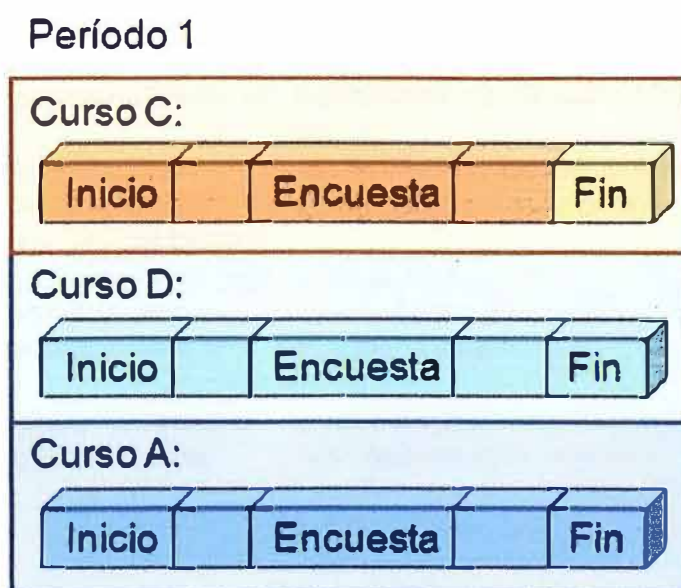 Período 1
Curso C:
Inicio Encuesta Fin
Curso D:
Inicio Encuesta Fin
Curso A:
Inicio Encuesta Fin